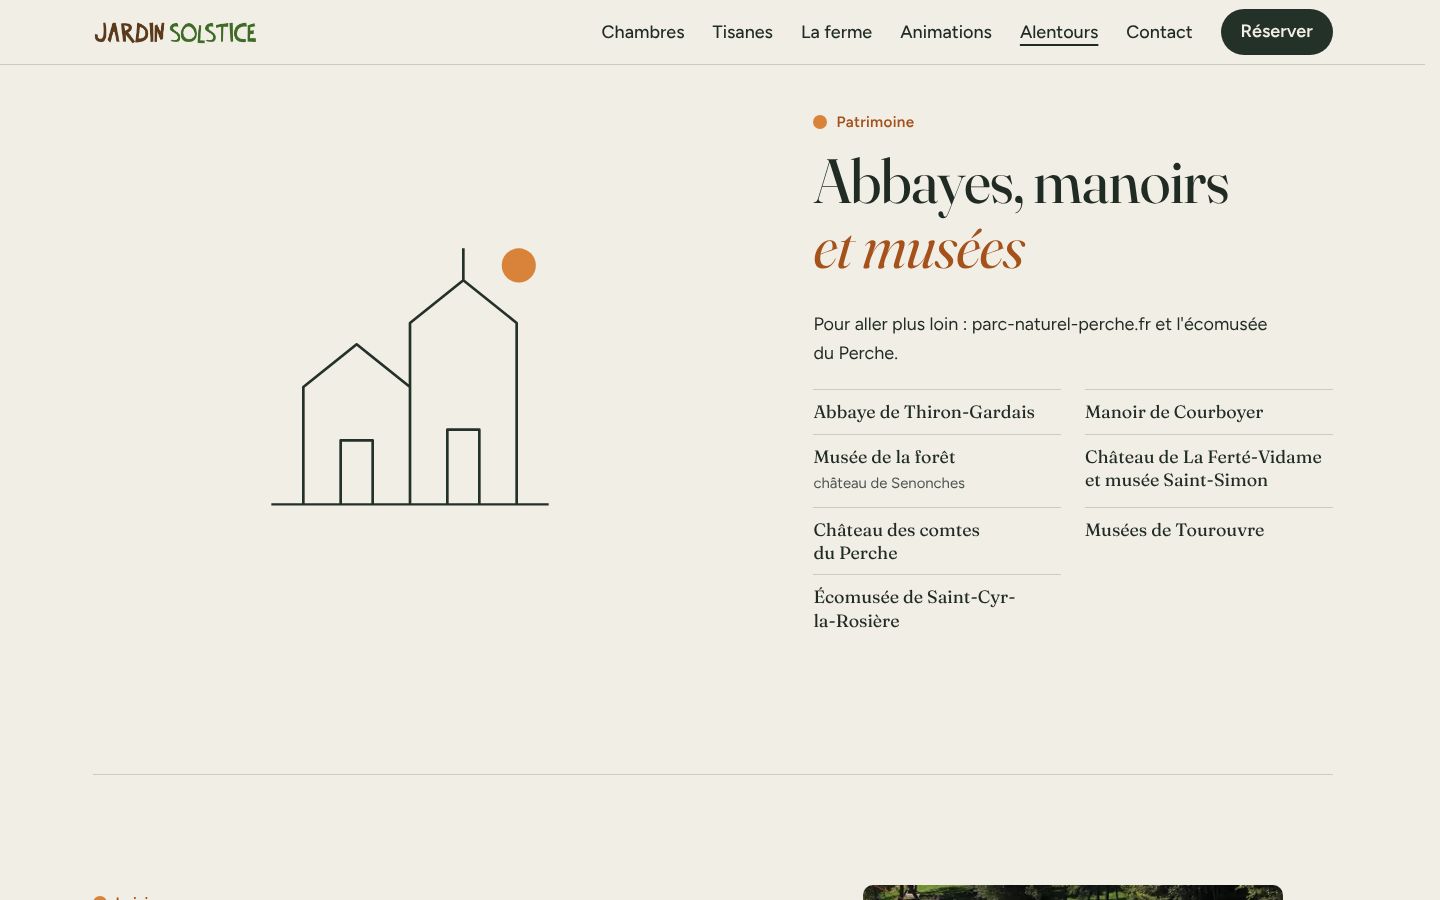 JARDIN SOLSTICE
Chambres
Tisanes
La ferme
Animations
Alentours
Contact
Réserver
Patrimoine
Abbayes, manoirs
et musées
Pour aller plus loin : parc-naturel-perche.fr et l'écomusée
du Perche.
Abbaye de Thiron-Gardais
Manoir de Courboyer
Musée de la forêt
château de Senonches
Château de La Ferté-Vidame
et musée Saint-Simon
Château des comtes
du Perche
Musées de Tourouvre
Écomusée de Saint-Cyr-
la-Rosière